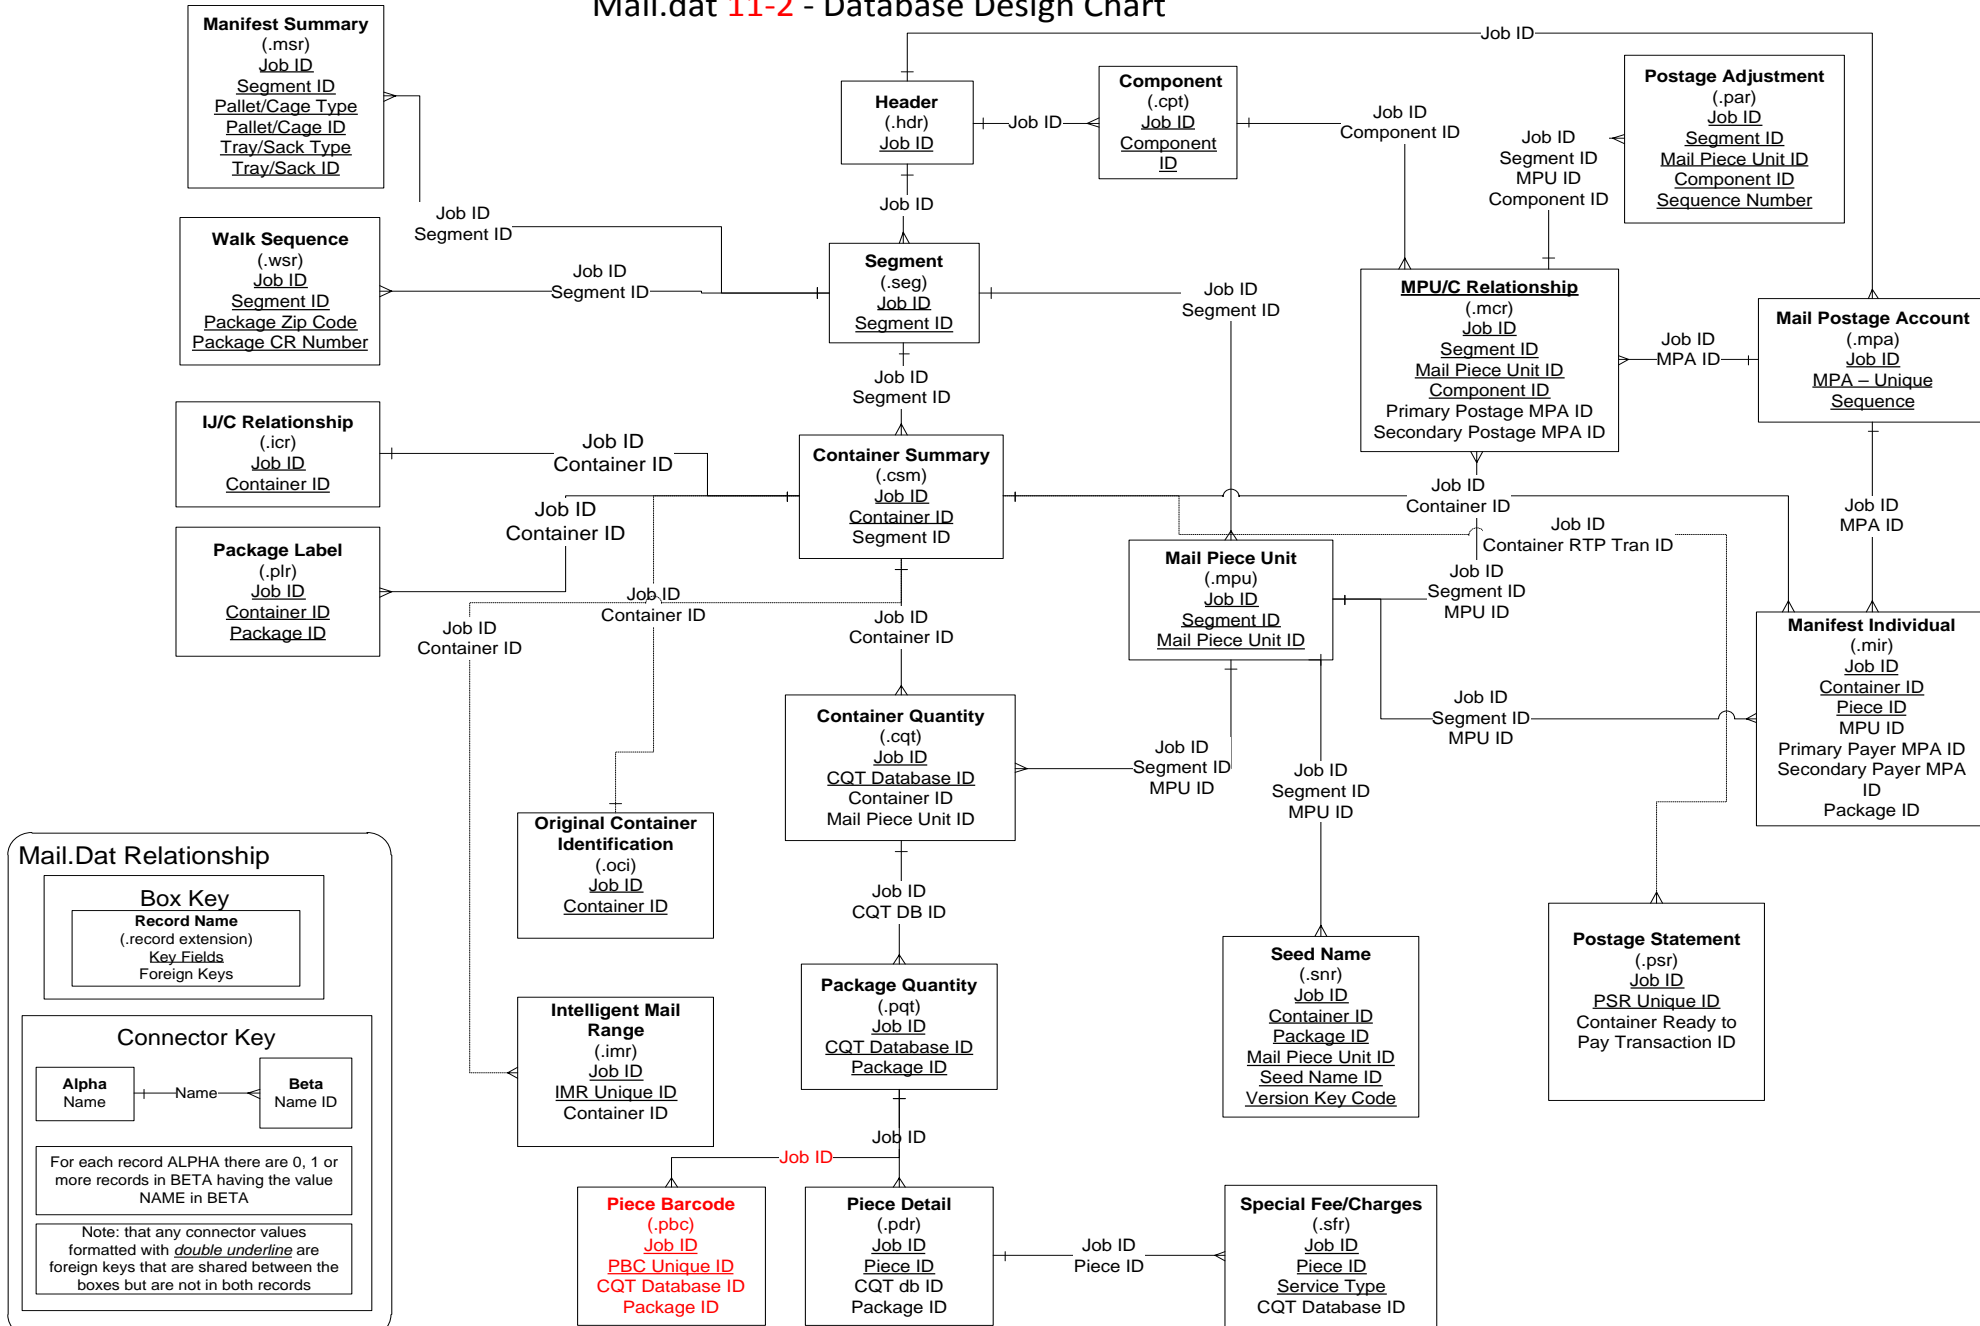 Mail.dat 11-2 - Database Design Chart
Manifest Summary
(.msr)
Job ID
Segment ID
Pallet/Cage Type
Pallet/Cage ID
Tray/Sack Type
Tray/Sack ID
Job ID
Header
(.hdr)
Job ID
Job ID
Component
(.cpt)
Job ID
Component
ID
Job ID
Component ID
Postage Adjustment
(.par)
Job ID
Segment ID
Mail Piece Unit ID
Component ID
Sequence Number
Job ID
Segment ID
MPU ID
Component ID
Job ID
Segment ID
Job ID
Walk Sequence
(.wsr)
Job ID
Segment ID
Package Zip Code
Package CR Number
Job ID
Segment ID
Segment
(.seg)
Job ID
Segment ID
Job ID
Segment ID
MPU/C Relationship
(.mcr)
Job ID
Segment ID
Mail Piece Unit ID
Component ID
Primary Postage MPA ID
Secondary Postage MPA ID
Job ID
MPA ID
Mail Postage Account
(.mpa)
Job ID
MPA – Unique
Sequence
Job ID
Segment ID
IJ/C Relationship
(.icr)
Job ID
Container ID
Job ID
Container ID
Container Summary
(.csm)
Job ID
Container ID
Segment ID
Job ID
Container ID
Job ID
MPA ID
Job ID
Container ID
Job ID
Container RTP Tran ID
Package Label
(.plr)
Job ID
Container ID
Package ID
Mail Piece Unit
(.mpu)
Job ID
Segment ID
Mail Piece Unit ID
Job ID
Segment ID
MPU ID
Job ID
Container ID
Job ID
Container ID
Job ID
Container ID
Manifest Individual
(.mir)
Job ID
Container ID
Piece ID
MPU ID
Primary Payer MPA ID
Secondary Payer MPA
ID
Package ID
Job ID
Segment ID
MPU ID
Container Quantity
(.cqt)
Job ID
CQT Database ID
Container ID
Mail Piece Unit ID
Job ID
Segment ID
MPU ID
Job ID
Segment ID
MPU ID
Original Container
Identification
(.oci)
Job ID
Container ID
Job ID
CQT DB ID
Mail.Dat Relationship
Box Key
Record Name
(.record extension)
Key Fields
Foreign Keys
Connector Key
Alpha
Name
Name
Beta
Name ID
For each record ALPHA there are 0, 1 or
more records in BETA having the value
NAME in BETA
Note: that any connector values
formatted with double underline are
foreign keys that are shared between the
boxes but are not in both records
Intelligent Mail
Range
(.imr)
Job ID
IMR Unique ID
Container ID
Package Quantity
(.pqt)
Job ID
CQT Database ID
Package ID
Seed Name
(.snr)
Job ID
Container ID
Package ID
Mail Piece Unit ID
Seed Name ID
Version Key Code
Postage Statement
(.psr)
Job ID
PSR Unique ID
Container Ready to
Pay Transaction ID
Job ID
Job ID
Piece Barcode
(.pbc)
Job ID
PBC Unique ID
CQT Database ID
Package ID
Piece Detail
(.pdr)
Job ID
Piece ID
CQT db ID
Package ID
Job ID
Piece ID
Special Fee/Charges
(.sfr)
Job ID
Piece ID
Service Type
CQT Database ID